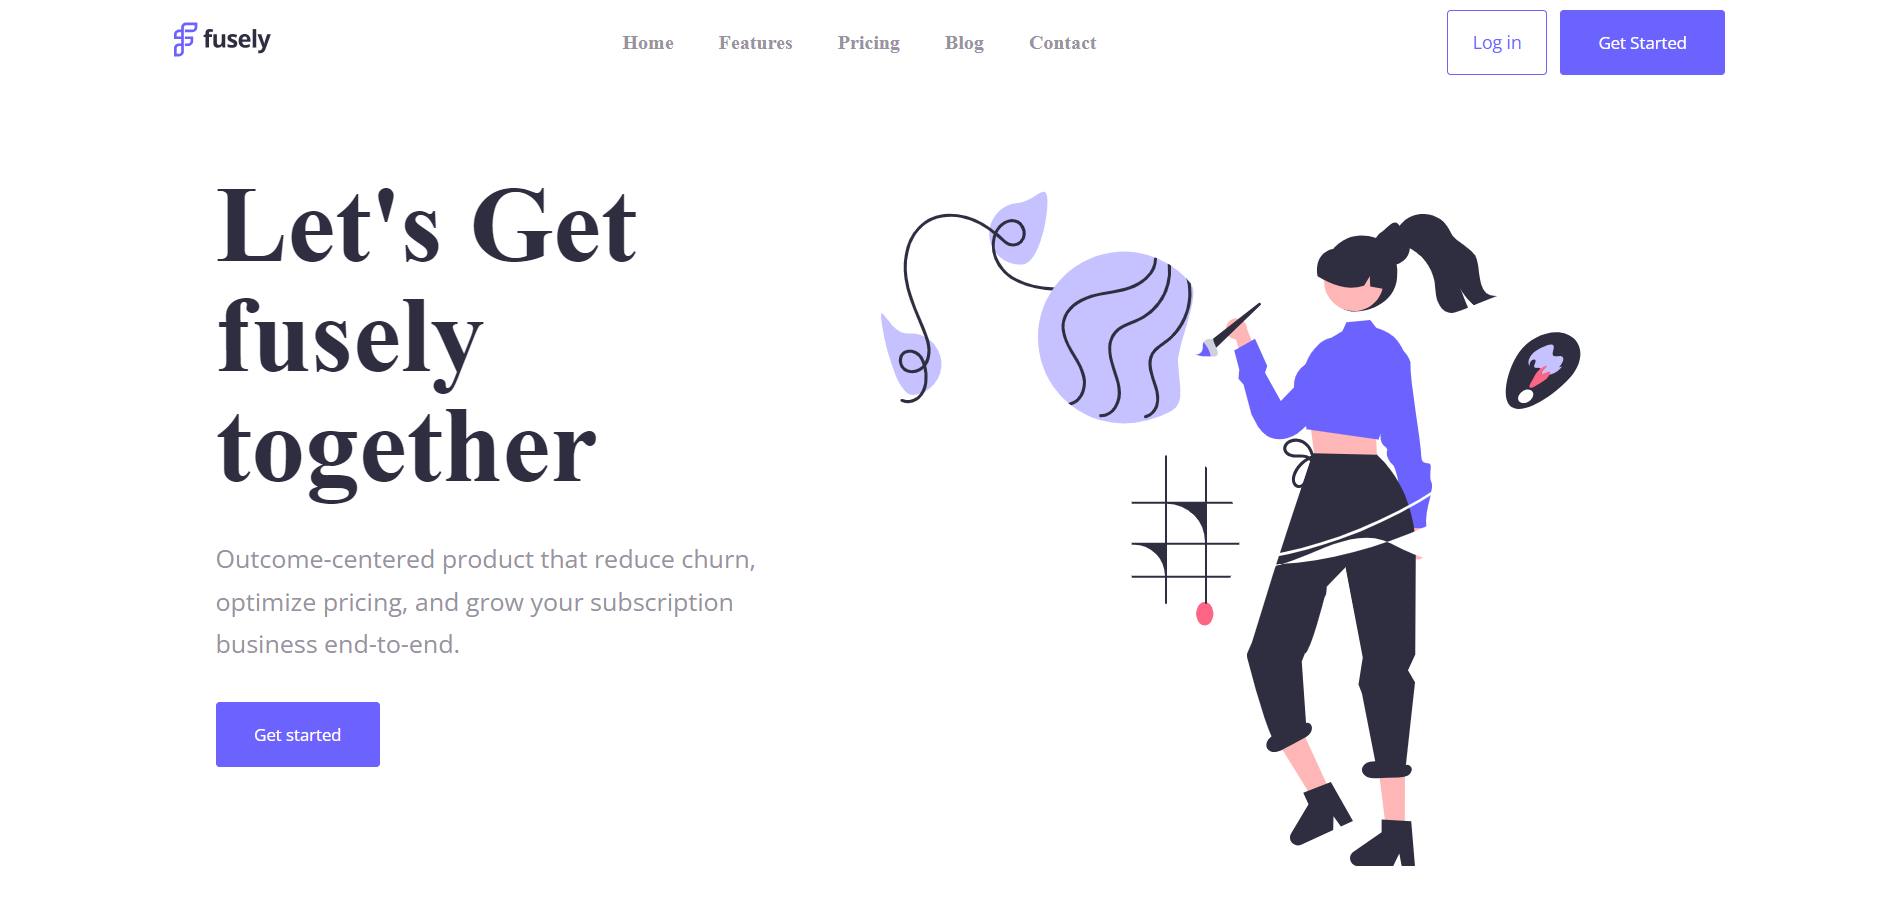 fusely
Home Features Pricing Blog Contact
Log in Get Started
Let's Get
fusely
together
Outcome-centered product that reduce churn,
optimize pricing, and grow your subscription
business end-to-end.
Get started